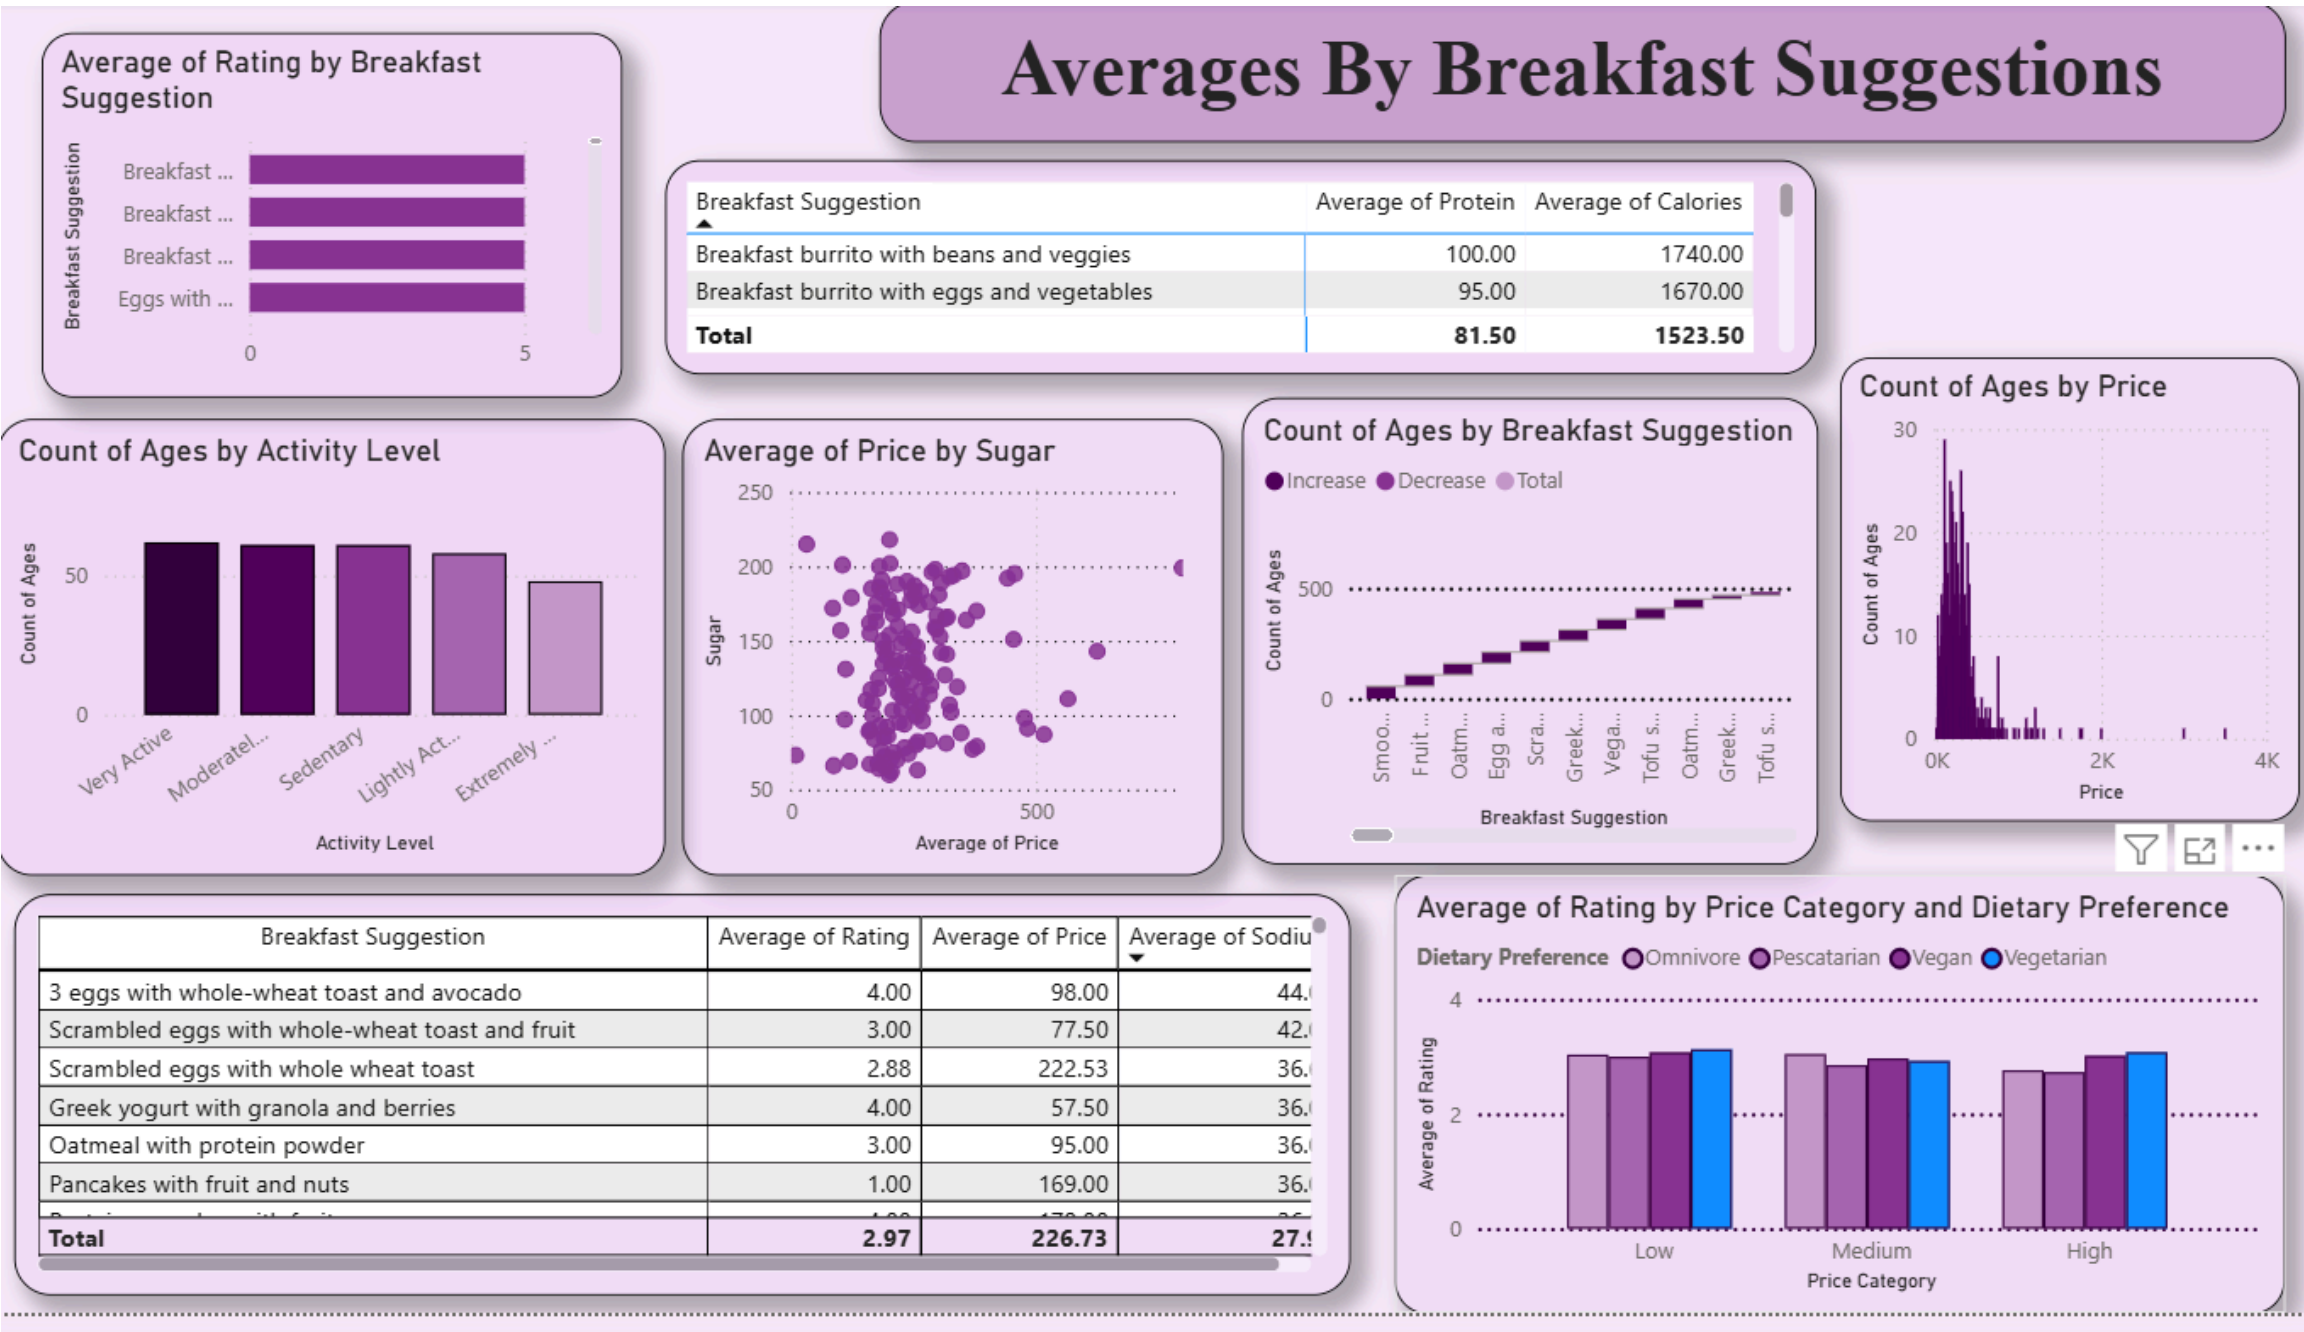 Averages By Breakfast Suggestions
Average of Rating by Breakfast
Suggestion
Breakfast Suggestion
Breakfast ...
Breakfast ...
Breakfast ...
Eggs with ...
0
5
Breakfast Suggestion
Average of Protein
Average of Calories
Breakfast burrito with beans and veggies 100.00 1740.00
Breakfast burrito with eggs and vegetables 95.00 1670.00
Total 81.50 1523.50
Count of Ages by Activity Level
Count of Ages
50
0
Very Active
Moderatel...
Sedentary
Lightly Act...
Extremely ...
Activity Level
Average of Price by Sugar
Sugar
250
200
150
100
50
0
500
Average of Price
Count of Ages by Breakfast Suggestion
Increase Decrease Total
Count of Ages
500
0
Smoo...
Fruit ...
Oatm...
Egg a...
Scra...
Greek...
Vega...
Tofu s...
Oatm...
Greek...
Tofu s...
Breakfast Suggestion
Count of Ages by Price
Count of Ages
30
20
10
0
0K
2K
4K
Price
Breakfast Suggestion Average of Rating Average of Price Average of Sodiu
3 eggs with whole-wheat toast and avocado 4.00 98.00 44.
Scrambled eggs with whole-wheat toast and fruit 3.00 77.50 42.
Scrambled eggs with whole wheat toast 2.88 222.53 36.
Greek yogurt with granola and berries 4.00 57.50 36.
Oatmeal with protein powder 3.00 95.00 36.
Pancakes with fruit and nuts 1.00 169.00 36.
Total 2.97 226.73 27.9
Average of Rating by Price Category and Dietary Preference
Dietary Preference Omnivore Pescatarian Vegan Vegetarian
Average of Rating
4
2
0
Low
Medium
High
Price Category